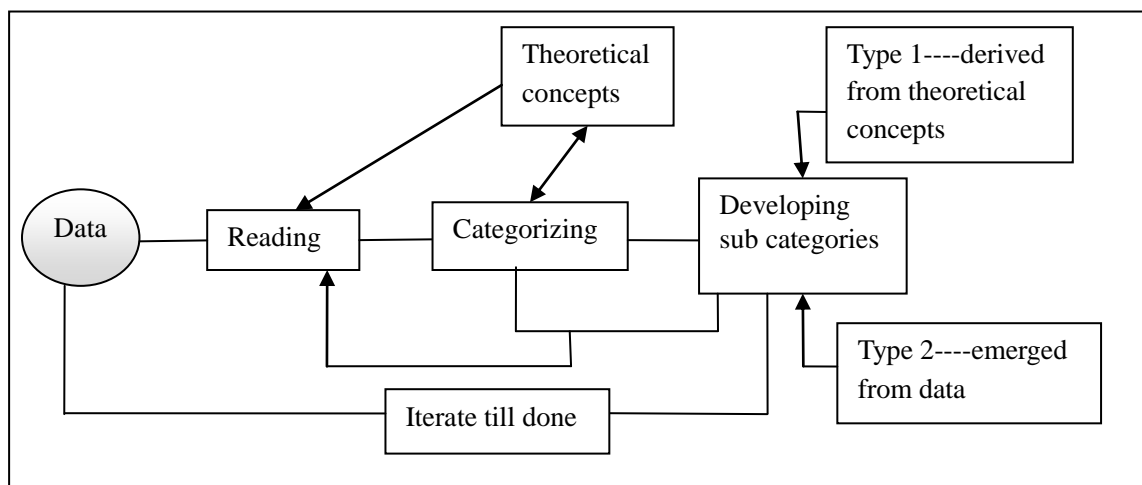 Theoretical
concepts
Type 1----derived
from theoretical
concepts
Data
Reading
Categorizing
Developing
sub categories
Type 2----emerged
from data
Iterate till done